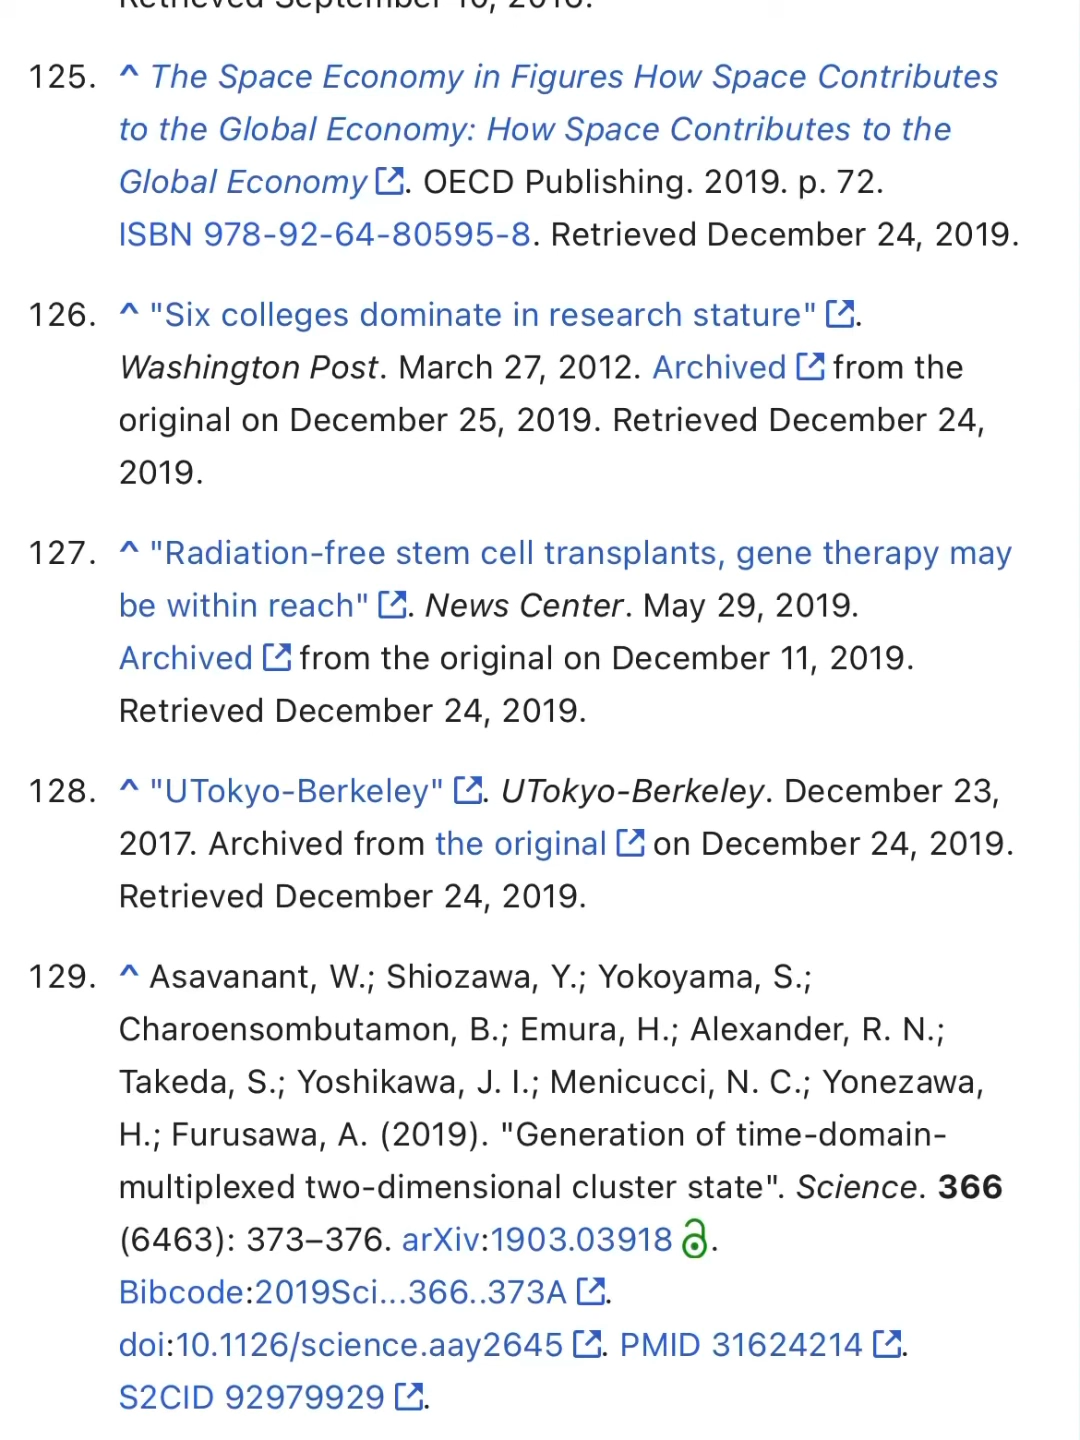 Retrieved September 10, 2016.
125. ^ The Space Economy in Figures How Space Contributes
to the Global Economy: How Space Contributes to the
Global Economy. OECD Publishing. 2019. p. 72.
ISBN 978-92-64-80595-8. Retrieved December 24, 2019.
126. ^ "Six colleges dominate in research stature".
Washington Post. March 27, 2012. Archived from the
original on December 25, 2019. Retrieved December 24,
2019.
127. ^ "Radiation-free stem cell transplants, gene therapy may
be within reach". News Center. May 29, 2019.
Archived from the original on December 11, 2019.
Retrieved December 24, 2019.
128. ^ "UTokyo-Berkeley". UTokyo-Berkeley. December 23,
2017. Archived from the original on December 24, 2019.
Retrieved December 24, 2019.
129. ^ Asavanant, W.; Shiozawa, Y.; Yokoyama, S.;
Charoensombutamon, B.; Emura, H.; Alexander, R. N.;
Takeda, S.; Yoshikawa, J. I.; Menicucci, N. C.; Yonezawa,
H.; Furusawa, A. (2019). "Generation of time-domain-
multiplexed two-dimensional cluster state". Science. 366
(6463): 373–376. arXiv:1903.03918.
Bibcode:2019Sci...366..373A.
doi:10.1126/science.aay2645. PMID 31624214.
S2CID 92979929.